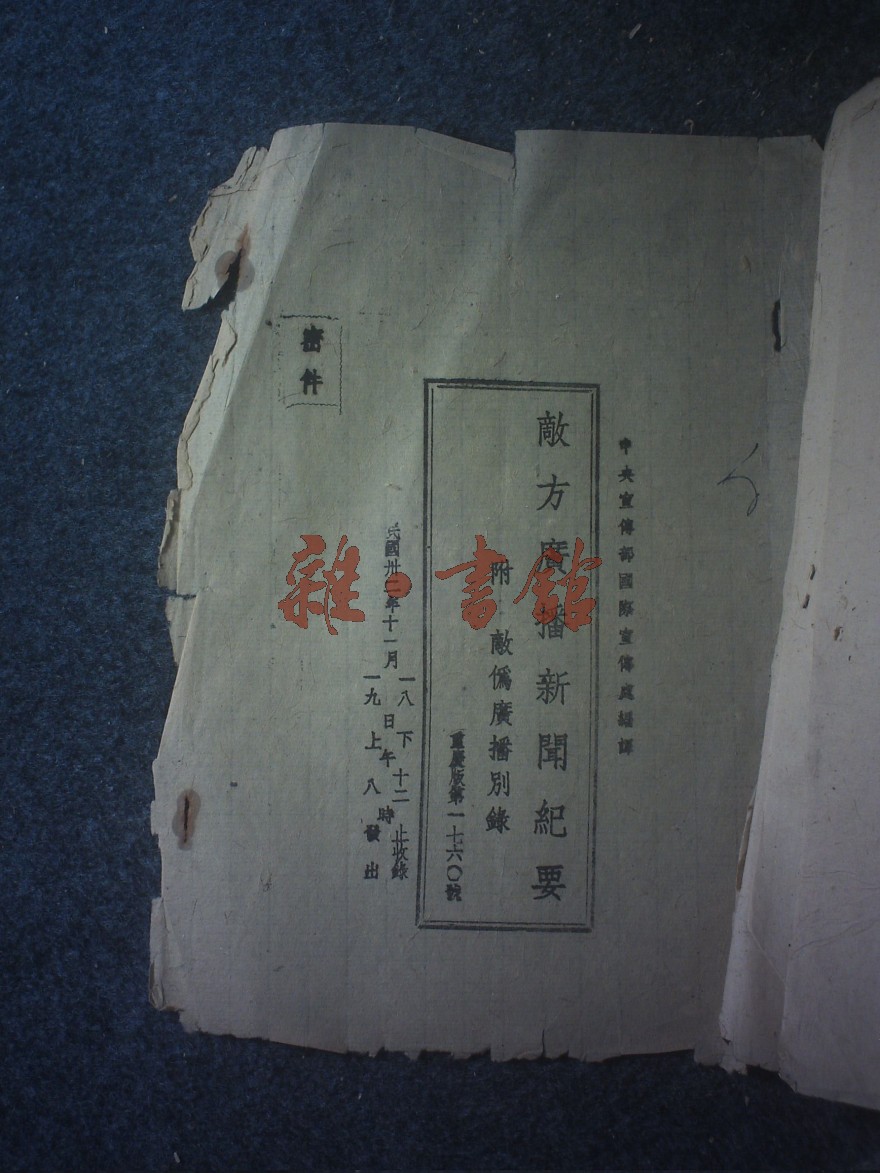 中央宣傳部國際宣傳處編譯
敵方廣播新聞紀要
附 敵僞廣播別錄
重慶版第一七六〇號
民國卅二年十一月
一八日下午十二時止收錄
一九日上午八時發出
密件
雜·書館